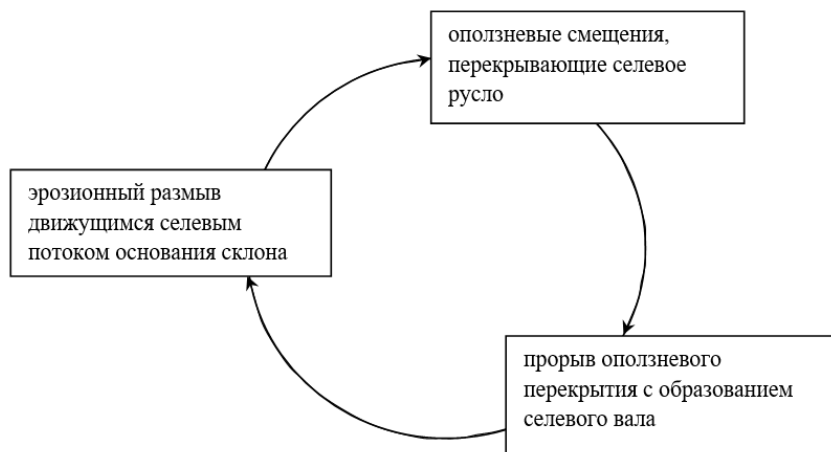 оползневые смещения,
перекрывающие селевое
русло
эрозионный размыв
движущимся селевым
потоком основания склона
прорыв оползневого
перекрытия с образованием
селевого вала